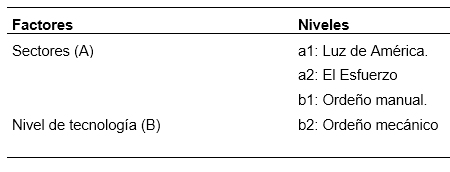 Factores Niveles
Sectores (A) a1: Luz de América.
a2: El Esfuerzo
b1: Ordeño manual.
Nivel de tecnología (B) b2: Ordeño mecánico